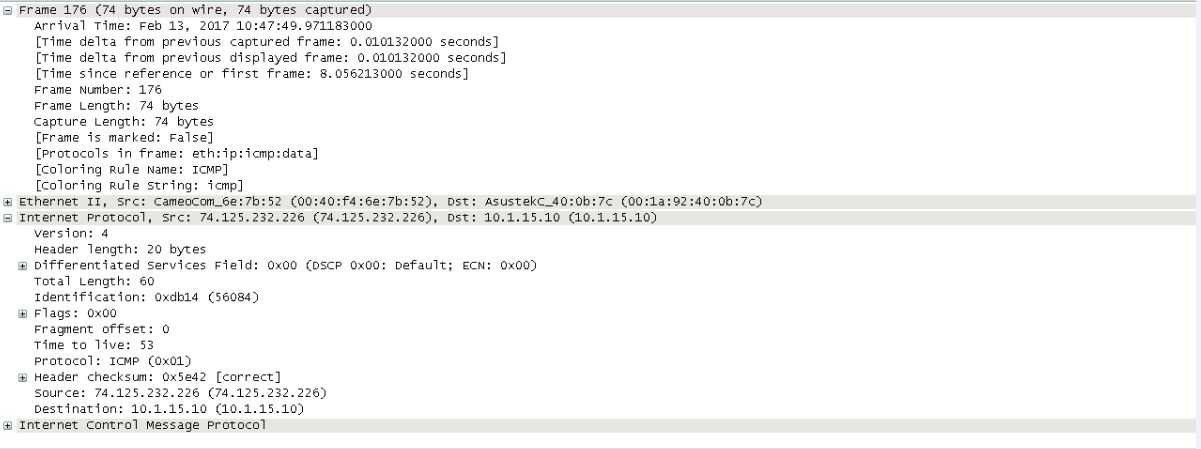 Frame 176 (74 bytes on wire, 74 bytes captured)
Arrival Time: Feb 13, 2017 10:47:49.971183000
[Time delta from previous captured frame: 0.010132000 seconds]
[Time delta from previous displayed frame: 0.010132000 seconds]
[Time since reference or first frame: 8.056213000 seconds]
Frame Number: 176
Frame Length: 74 bytes
Capture Length: 74 bytes
[Frame is marked: False]
[Protocols in frame: eth:ip:icmp:data]
[Coloring Rule Name: ICMP]
[Coloring Rule String: icmp]
Ethernet II, Src: CameoCom_6e:7b:52 (00:40:f4:6e:7b:52), Dst: AsustekC_40:0b:7c (00:1a:92:40:0b:7c)
Internet Protocol, Src: 74.125.232.226 (74.125.232.226), Dst: 10.1.15.10 (10.1.15.10)
Version: 4
Header length: 20 bytes
Differentiated Services Field: 0x00 (DSCP 0x00: Default; ECN: 0x00)
Total Length: 60
Identification: 0xdb14 (56084)
Flags: 0x00
Fragment offset: 0
Time to live: 53
Protocol: ICMP (0x01)
Header checksum: 0x5e42 [correct]
Source: 74.125.232.226 (74.125.232.226)
Destination: 10.1.15.10 (10.1.15.10)
Internet Control Message Protocol